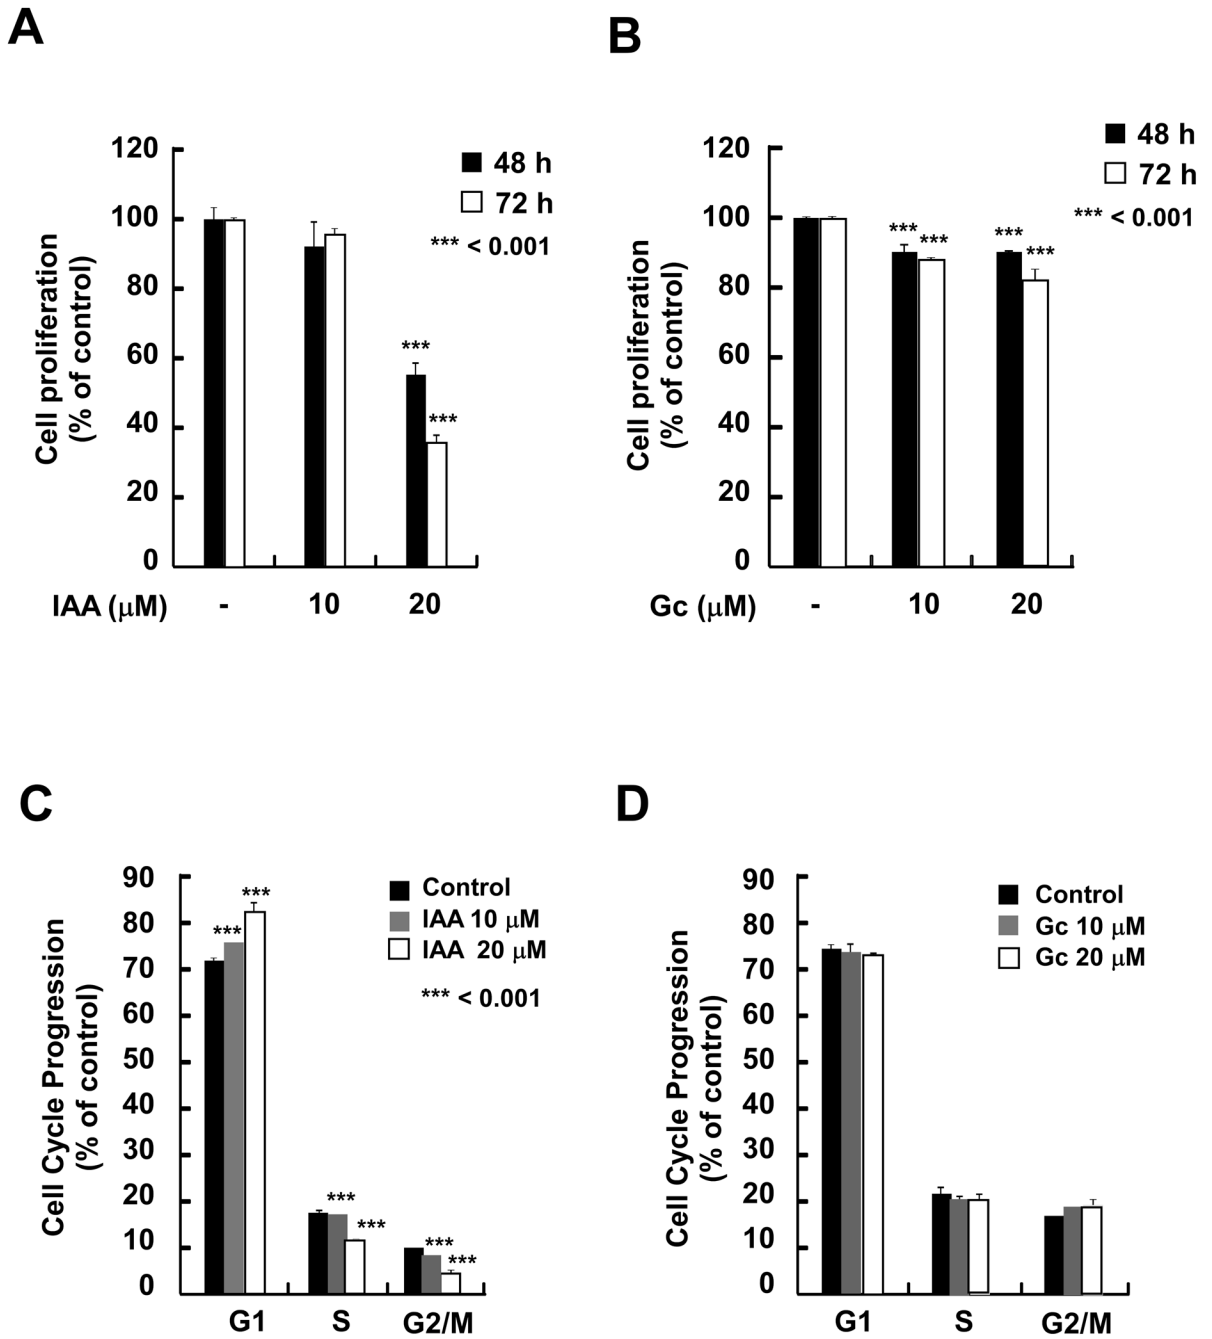 A
120
100
80
60
40
20
0
Cell proliferation
(% of control)
48 h
72 h
*** < 0.001
***
***
IAA (μM)
-
10
20
B
120
100
80
60
40
20
0
Cell proliferation
(% of control)
48 h
72 h
*** < 0.001
***
***
***
***
Gc (μM)
-
10
20
C
90
80
70
60
50
40
30
20
10
0
Cell Cycle Progression
(% of control)
Control
IAA 10 μM
IAA 20 μM
*** < 0.001
***
***
***
***
***
***
G1
S
G2/M
D
90
80
70
60
50
40
30
20
10
0
Cell Cycle Progression
(% of control)
Control
Gc 10 μM
Gc 20 μM
G1
S
G2/M